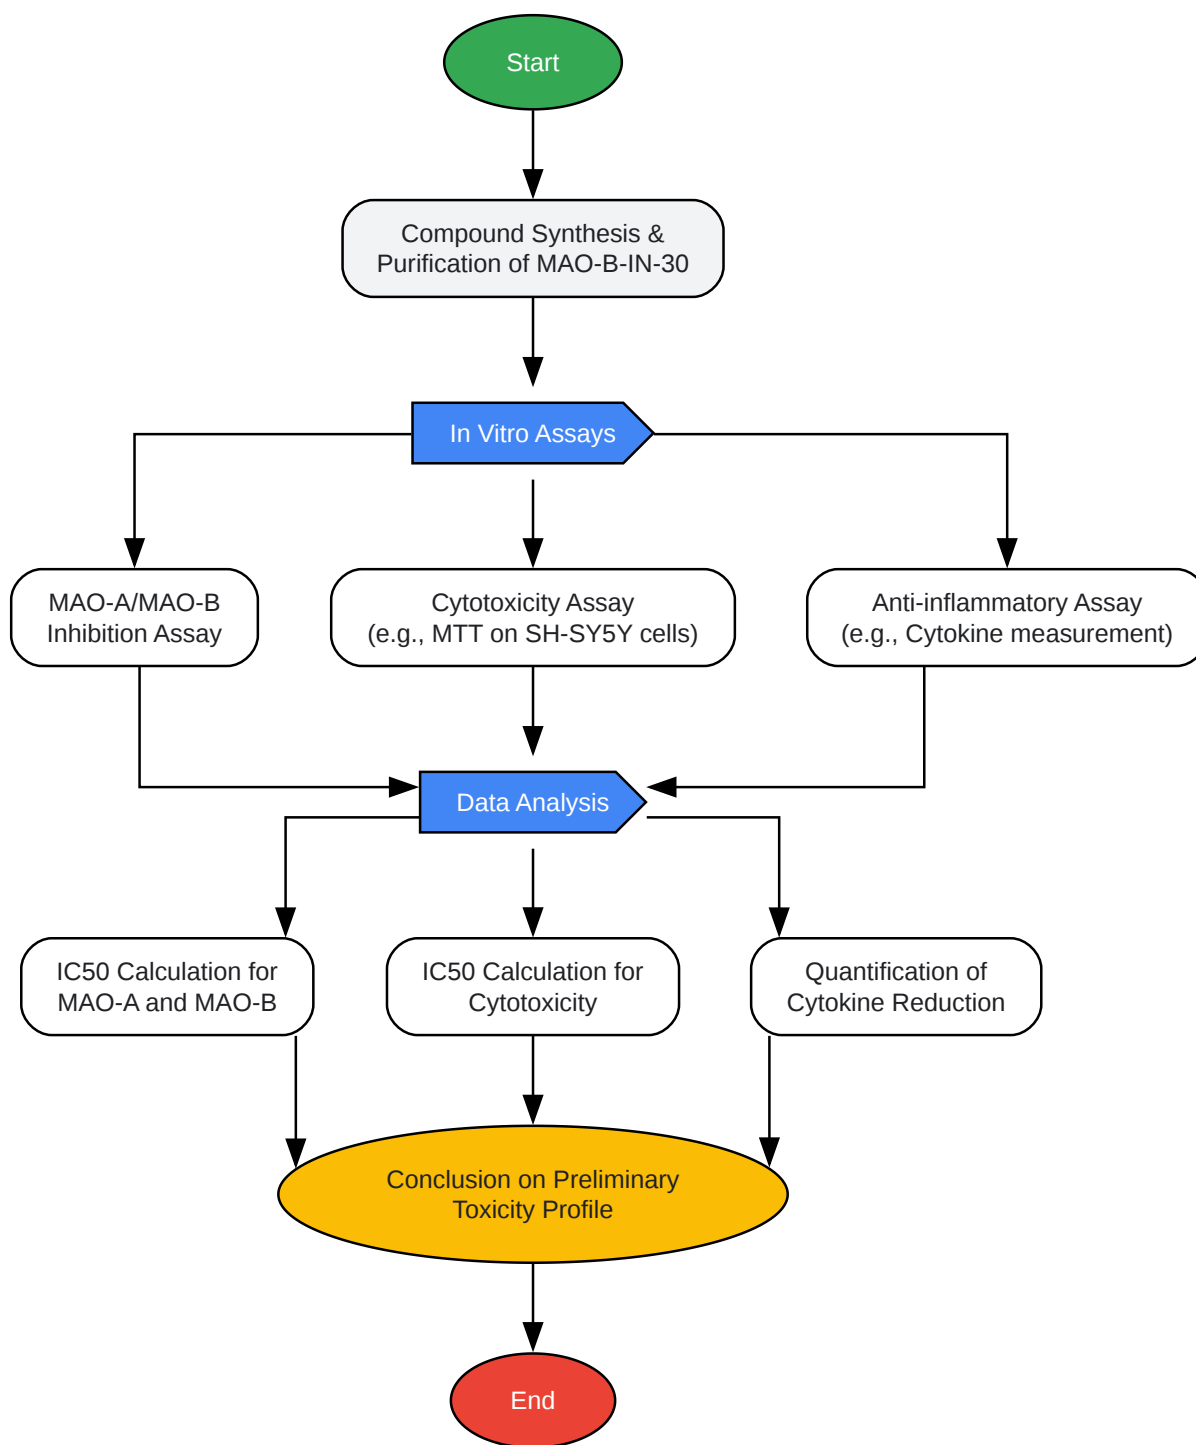 Start
Compound Synthesis &
Purification of MAO-B-IN-30
In Vitro Assays
MAO-A/MAO-B
Inhibition Assay
Cytotoxicity Assay
(e.g., MTT on SH-SY5Y cells)
Anti-inflammatory Assay
(e.g., Cytokine measurement)
Data Analysis
IC50 Calculation for
MAO-A and MAO-B
IC50 Calculation for
Cytotoxicity
Quantification of
Cytokine Reduction
Conclusion on Preliminary
Toxicity Profile
End